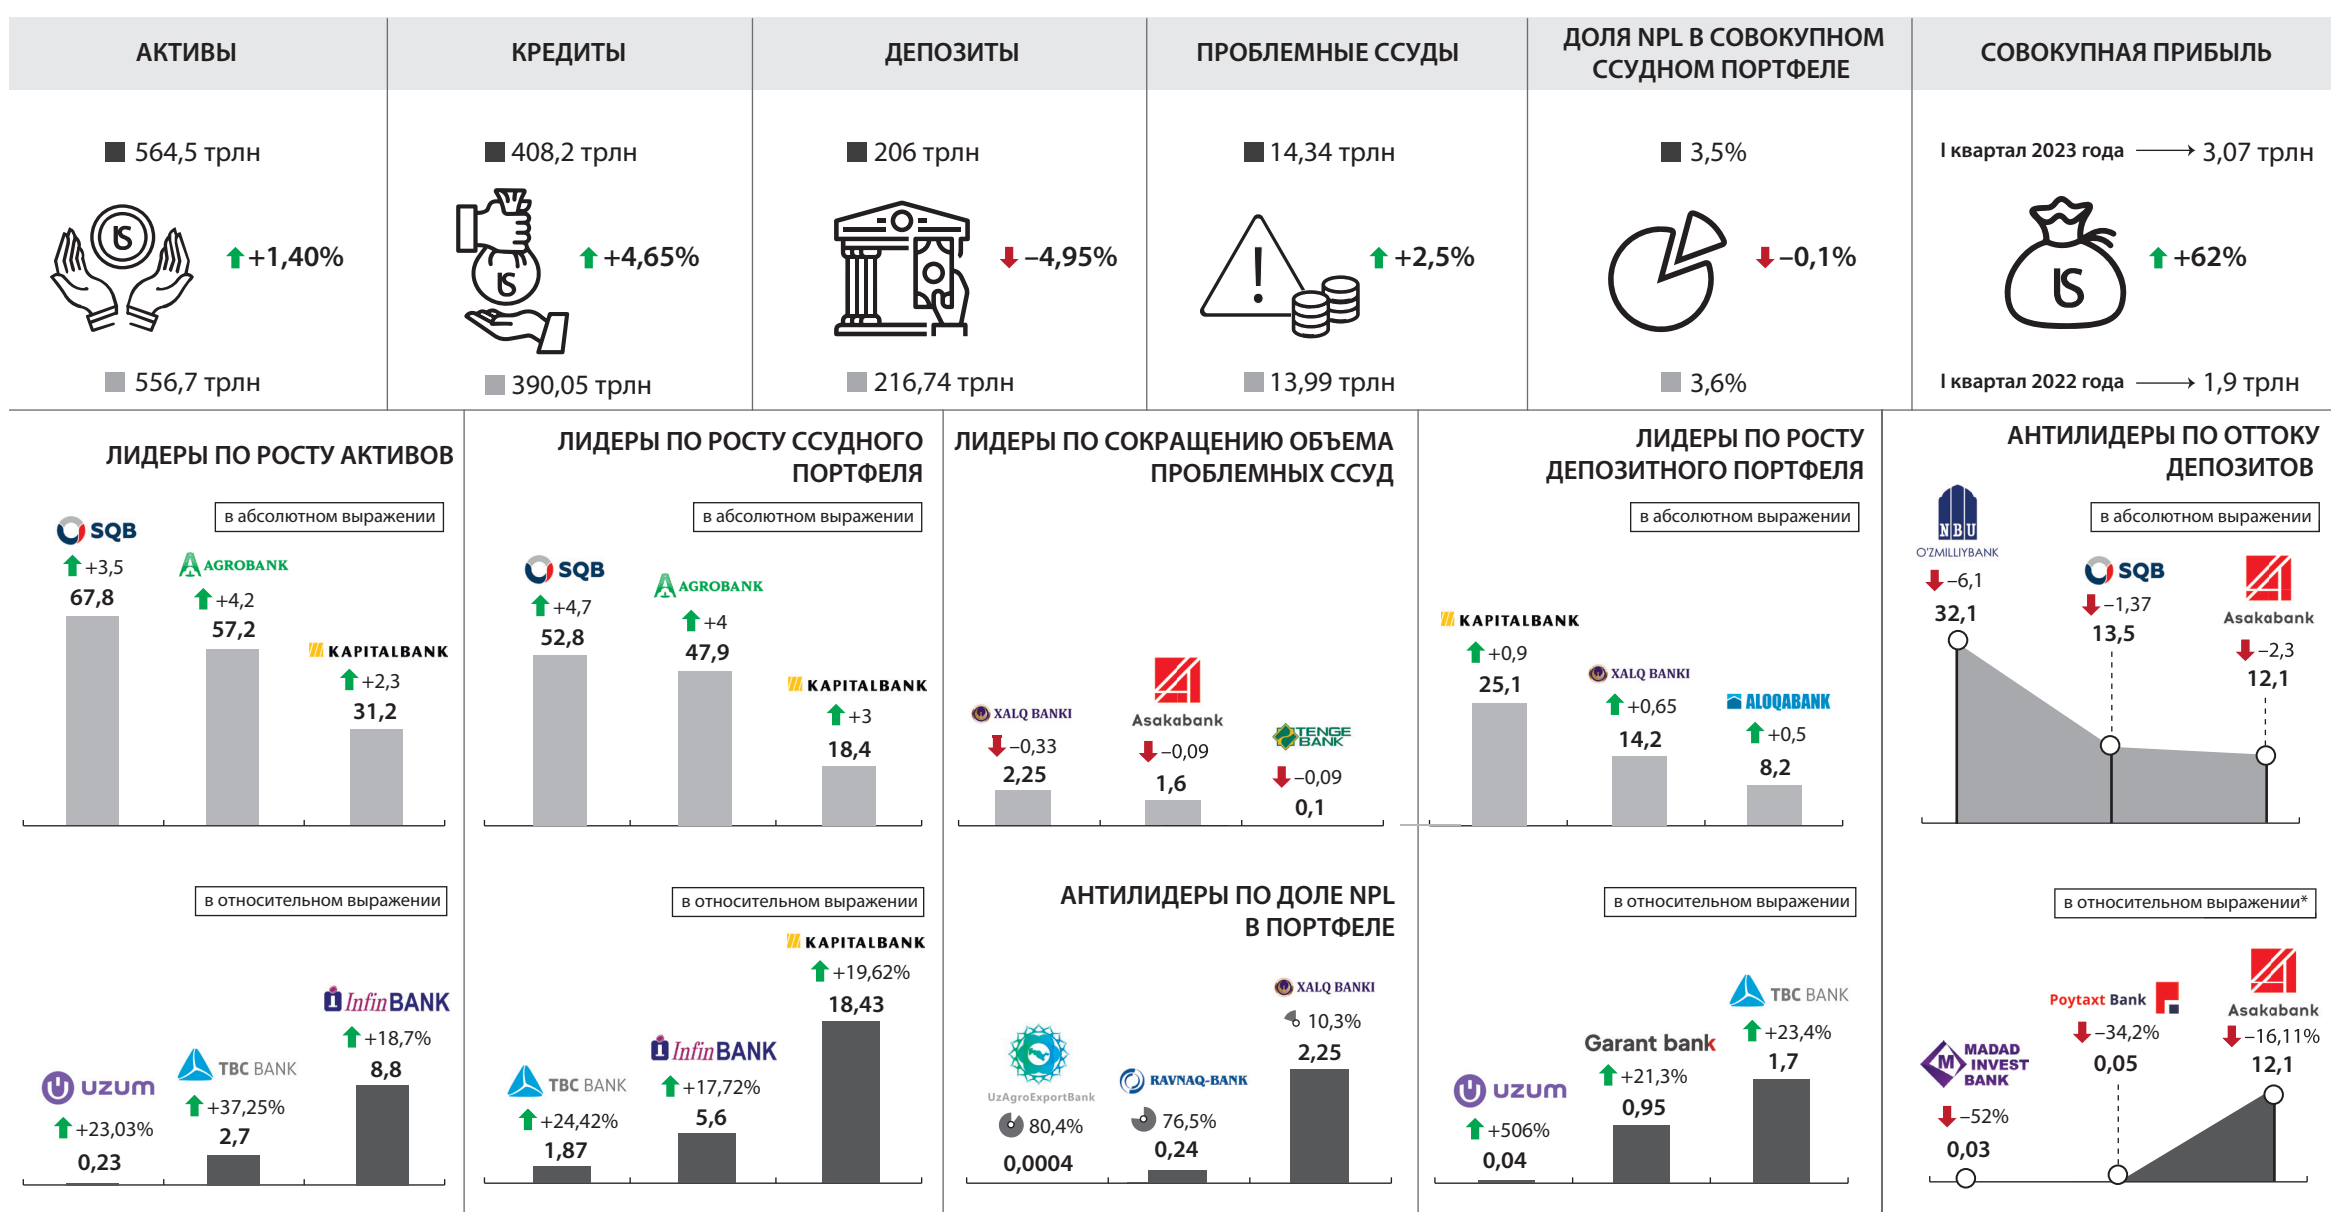 АКТИВЫ
564,5 трлн
+1,40%
556,7 трлн
КРЕДИТЫ
408,2 трлн
+4,65%
390,05 трлн
ДЕПОЗИТЫ
206 трлн
–4,95%
216,74 трлн
ПРОБЛЕМНЫЕ ССУДЫ
14,34 трлн
!
+2,5%
13,99 трлн
ДОЛЯ NPL В СОВОКУПНОМ
ССУДНОМ ПОРТФЕЛЕ
3,5%
–0,1%
3,6%
СОВОКУПНАЯ ПРИБЫЛЬ
I квартал 2023 года 3,07 трлн
+62%
I квартал 2022 года 1,9 трлн
ЛИДЕРЫ ПО РОСТУ АКТИВОВ
в абсолютном выражении
SQB
+3,5
67,8
AGROBANK
+4,2
57,2
KAPITALBANK
+2,3
31,2
в относительном выражении
uzum
+23,03%
0,23
TBC BANK
+37,25%
2,7
InfinBANK
+18,7%
8,8
ЛИДЕРЫ ПО РОСТУ ССУДНОГО
ПОРТФЕЛЯ
в абсолютном выражении
SQB
+4,7
52,8
AGROBANK
+4
47,9
KAPITALBANK
+3
18,4
в относительном выражении
TBC BANK
+24,42%
1,87
InfinBANK
+17,72%
5,6
KAPITALBANK
+19,62%
18,43
ЛИДЕРЫ ПО СОКРАЩЕНИЮ ОБЪЕМА
ПРОБЛЕМНЫХ ССУД
XALQ BANKI
–0,33
2,25
Asakabank
–0,09
1,6
TENGE
BANK
–0,09
0,1
АНТИЛИДЕРЫ ПО ДОЛЕ NPL
В ПОРТФЕЛЕ
UzAgroExportBank
80,4%
0,0004
RAVNAQ-BANK
76,5%
0,24
XALQ BANKI
10,3%
2,25
ЛИДЕРЫ ПО РОСТУ
ДЕПОЗИТНОГО ПОРТФЕЛЯ
в абсолютном выражении
KAPITALBANK
+0,9
25,1
XALQ BANKI
+0,65
14,2
ALOQABANK
+0,5
8,2
в относительном выражении
uzum
+506%
0,04
Garant bank
+21,3%
0,95
TBC BANK
+23,4%
1,7
АНТИЛИДЕРЫ ПО ОТТОКУ
ДЕПОЗИТОВ
в абсолютном выражении
NBU
O'ZMILLIYBANK
–6,1
32,1
SQB
–1,37
13,5
Asakabank
–2,3
12,1
в относительном выражении*
M
MADAD
INVEST
BANK
–52%
0,03
Poytaxt Bank
–34,2%
0,05
Asakabank
–16,11%
12,1